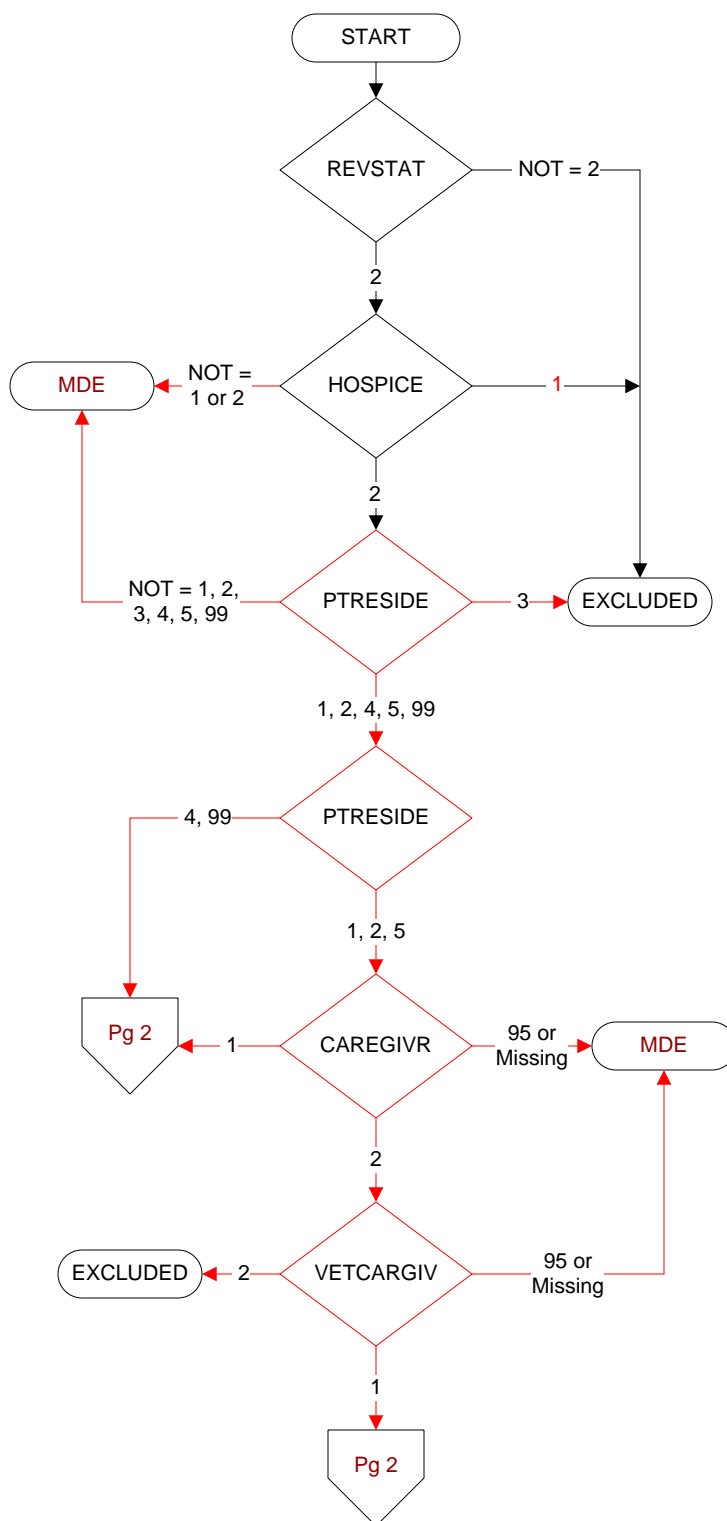 START
REVSTAT
NOT = 2
2
MDE
NOT =
1 or 2
HOSPICE
1
2
NOT = 1, 2,
3, 4, 5, 99
PTRESIDE
3
EXCLUDED
1, 2, 4, 5, 99
4, 99
PTRESIDE
1, 2, 5
Pg 2
1
CAREGIVR
95 or
Missing
MDE
2
EXCLUDED
2
VETCARGIV
95 or
Missing
1
Pg 2